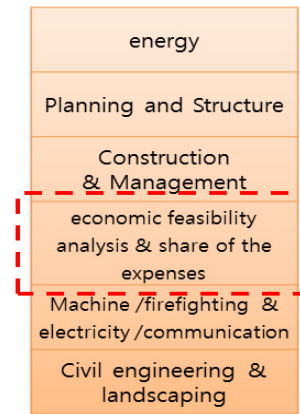 energy
Planning and Structure
Construction
& Management
economic feasibility
analysis & share of the
expenses
Machine /firefighting &
electricity /communication
Civil engineering &
landscaping